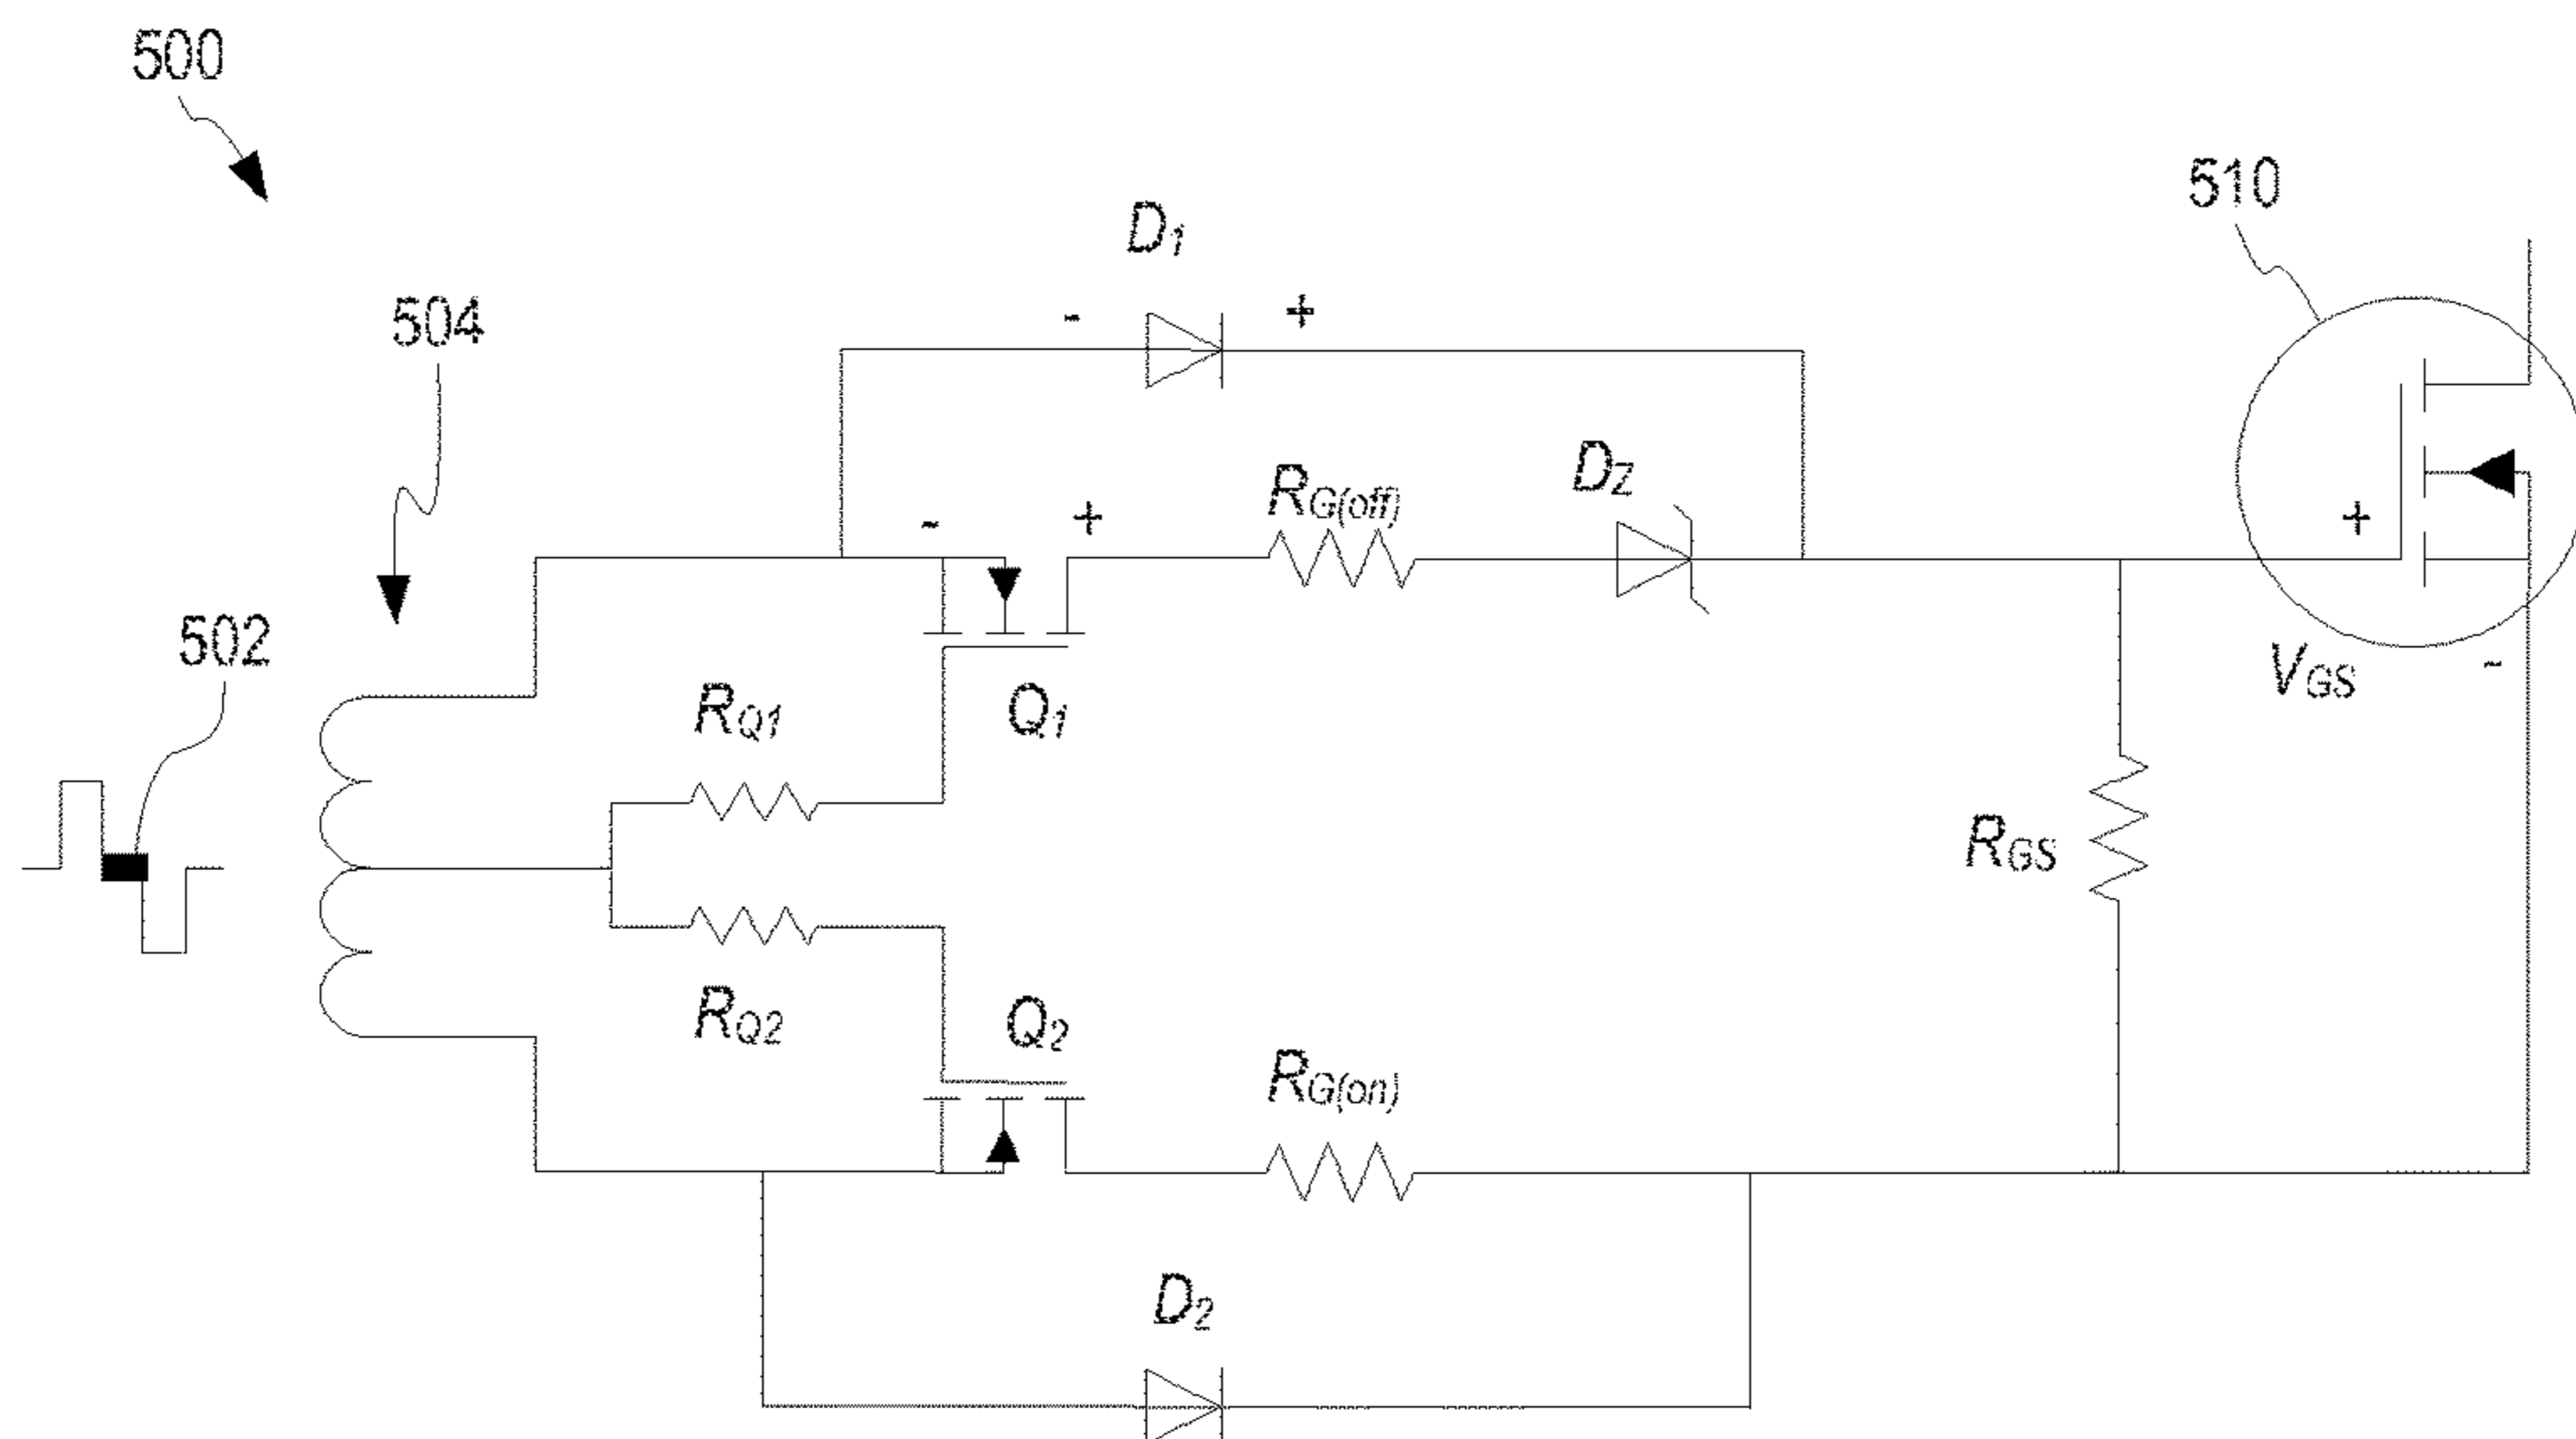 500
510
D1
- +
504
RG(off)
DZ
- +
+
502
RQ1
Q1
VGS
-
RGS
RQ2
Q2
RG(on)
D2